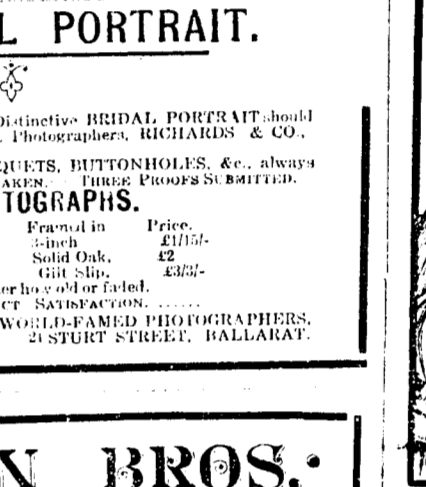 L PORTRAIT.
Distinctive BRIDAL PORTRAIT should
Photographers, RICHARDS & CO.,
QUETS, BUTTONHOLES, &c., always
AKEN. THREE PROOFS SUBMITTED.
TOGRAPHS.
Framed in Price.
3-inch £1/15/-
Solid Oak, £2
Gilt Slip, £3/3/-
er how old or faded.
CT SATISFACTION. ......
WORLD-FAMED PHOTOGRAPHERS,
STURT STREET, BALLARAT.
N BROS.